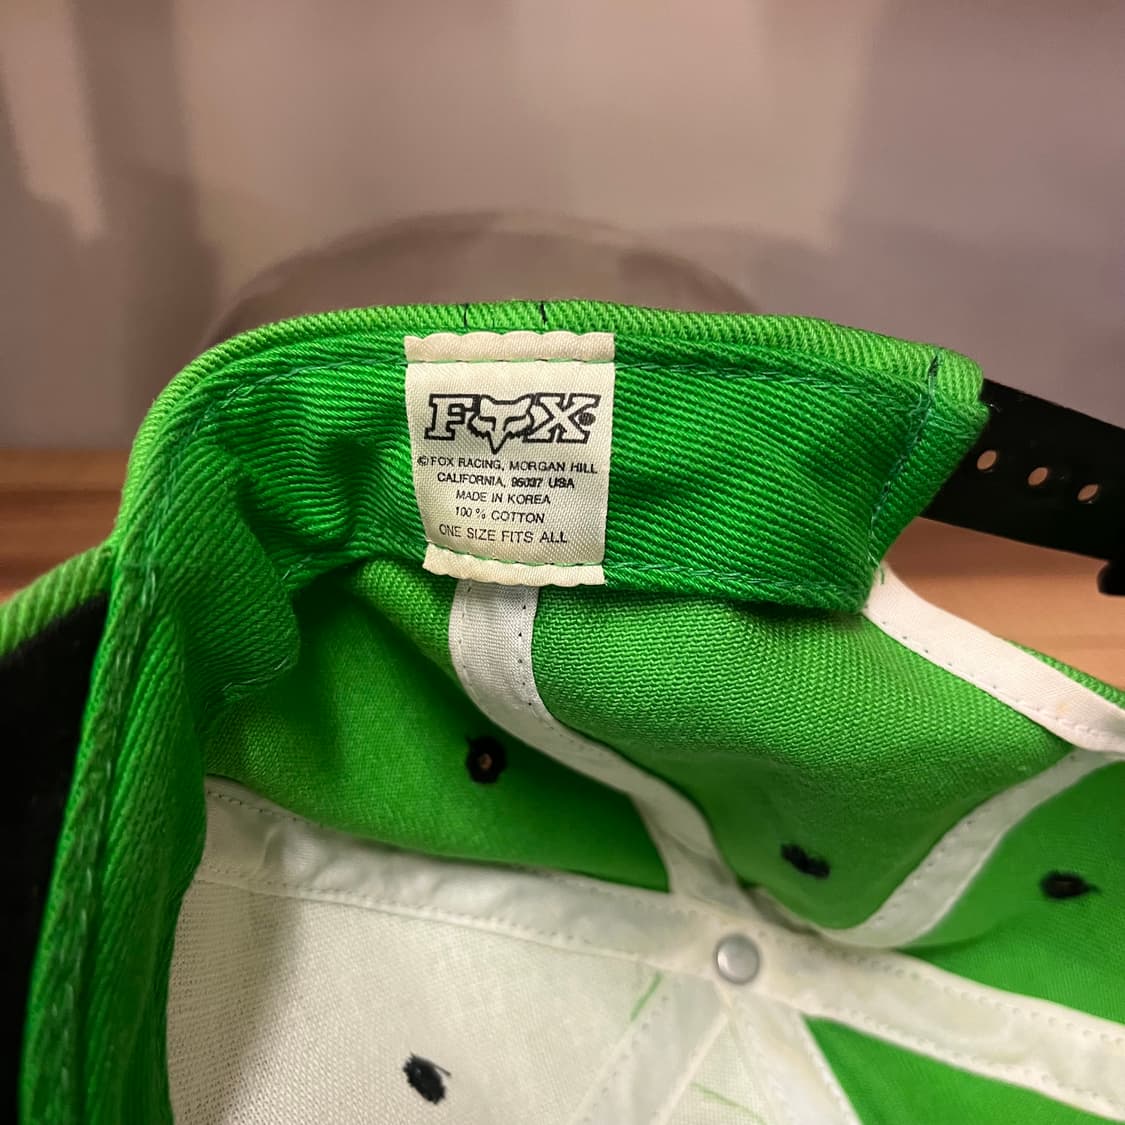 FOX
©FOX RACING, MORGAN HILL
CALIFORNIA, 95037 USA
MADE IN KOREA
100 % COTTON
ONE SIZE FITS ALL